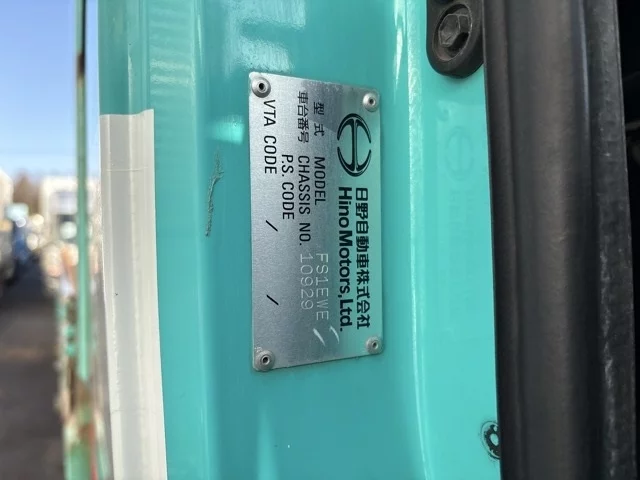 日野自動車株式会社
Hino Motors, Ltd.
型式 MODEL FS1EWE
車台番号 CHASSIS NO. 10929
P.S. CODE / /
VTA CODE / /